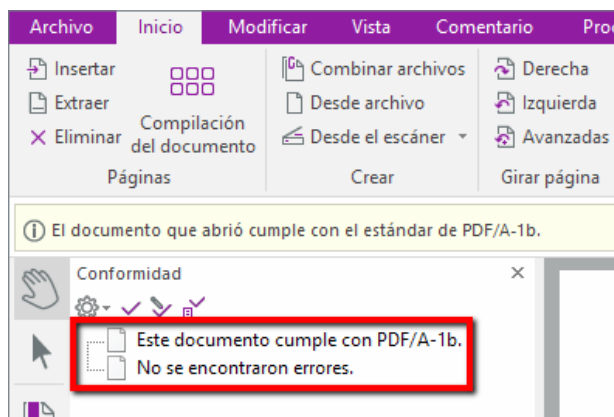 Archivo Inicio Modificar Vista Comentario
Insertar
Extraer
Eliminar
Compilación
del documento
Páginas
Combinar archivos
Desde archivo
Desde el escáner
Crear
Derecha
Izquierda
Avanzadas
Girar página
El documento que abrió cumple con el estándar de PDF/A-1b.
Conformidad
Este documento cumple con PDF/A-1b.
No se encontraron errores.